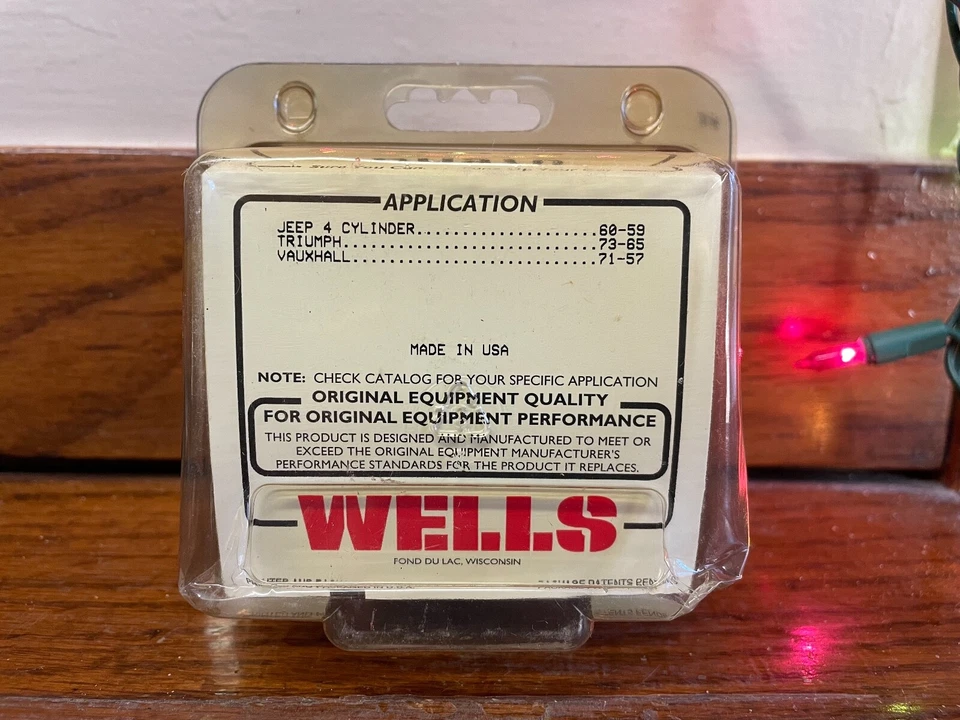 APPLICATION
JEEP 4 CYLINDER....................60-59
TRIUMPH............................73-65
VAUXHALL...........................71-57
MADE IN USA
NOTE: CHECK CATALOG FOR YOUR SPECIFIC APPLICATION
ORIGINAL EQUIPMENT QUALITY
FOR ORIGINAL EQUIPMENT PERFORMANCE
THIS PRODUCT IS DESIGNED AND MANUFACTURED TO MEET OR
EXCEED THE ORIGINAL EQUIPMENT MANUFACTURER'S
PERFORMANCE STANDARDS FOR THE PRODUCT IT REPLACES.
WELLS
FOND DU LAC, WISCONSIN